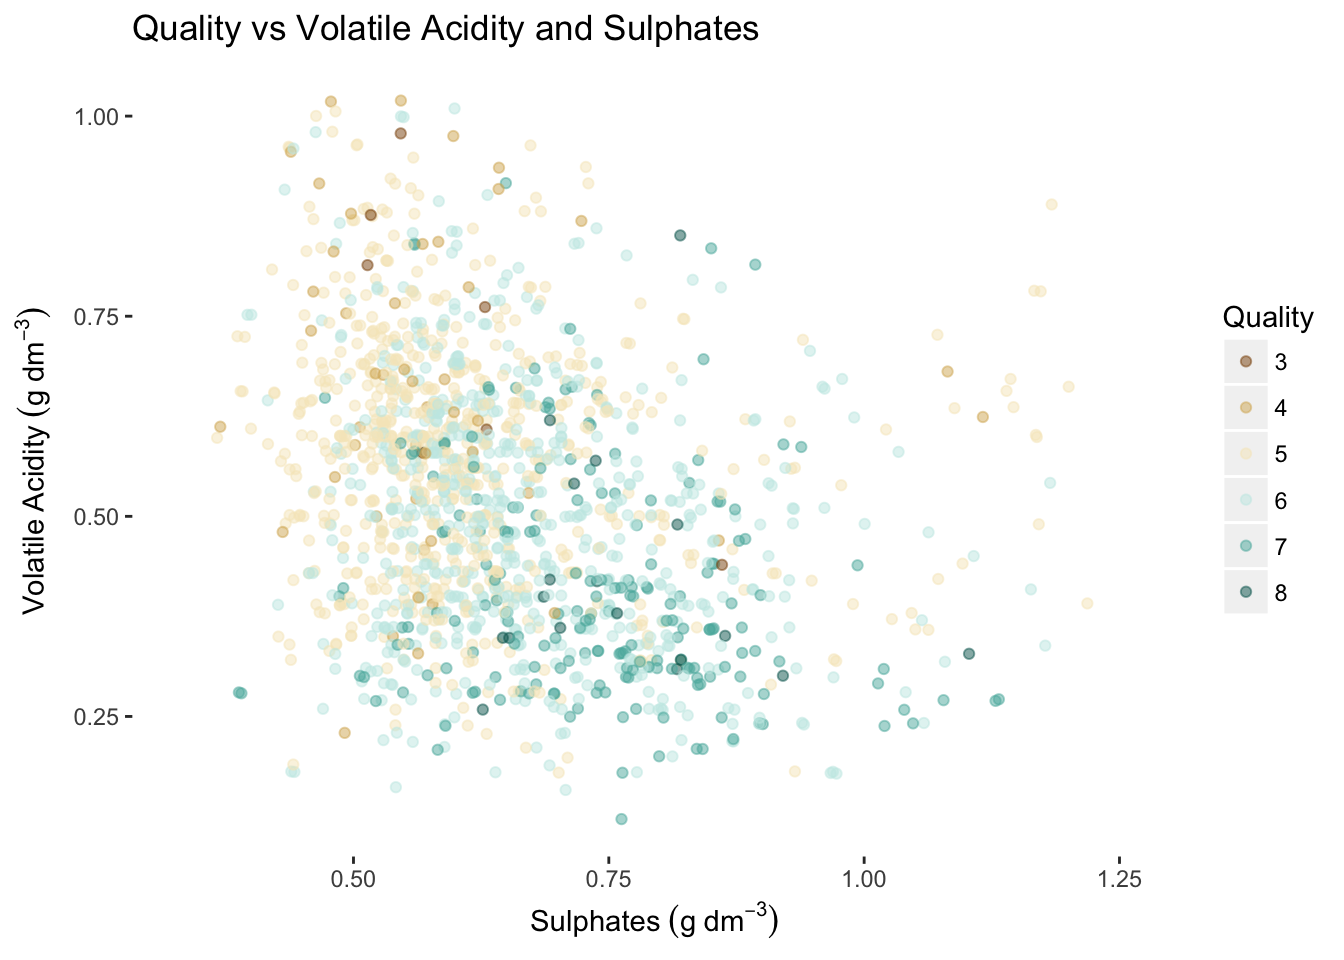 Quality vs Volatile Acidity and Sulphates
1.00
0.75
0.50
0.25
Volatile Acidity (g dm⁻³)
0.50 0.75 1.00 1.25
Sulphates (g dm⁻³)
Quality
3
4
5
6
7
8